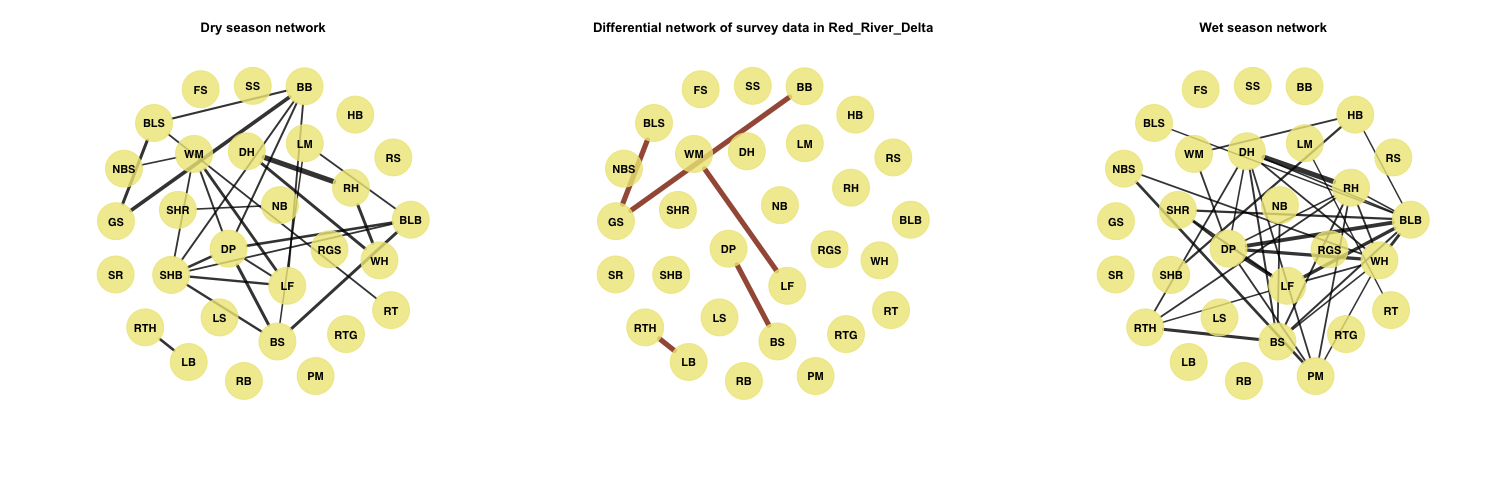 Dry season network
FS
SS
BB
HB
BLS
WM
DH
LM
RS
NBS
RH
SHR
NB
GS
BLB
DP
RGS
WH
SR
SHB
LF
RT
LS
RTH
RTG
BS
LB
RB
PM
Differential network of survey data in Red_River_Delta
FS
SS
BB
HB
BLS
WM
DH
LM
RS
NBS
RH
SHR
NB
GS
BLB
DP
RGS
WH
SR
SHB
LF
RT
LS
RTH
RTG
BS
LB
RB
PM
Wet season network
FS
SS
BB
HB
BLS
WM
DH
LM
RS
NBS
RH
SHR
NB
GS
BLB
DP
RGS
WH
SR
SHB
LF
RT
LS
RTH
RTG
BS
LB
RB
PM